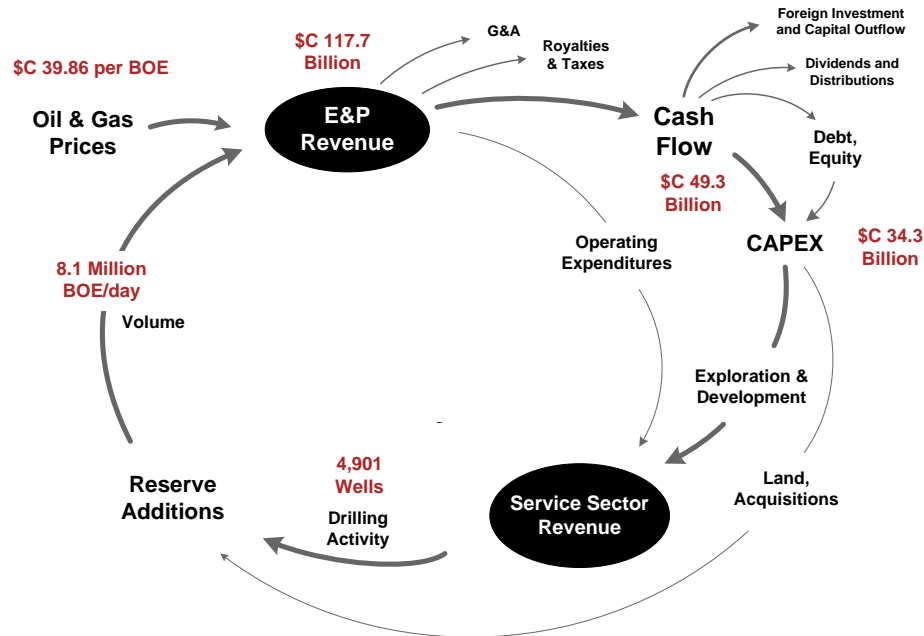 Foreign Investment
and Capital Outflow
G&A
$C 117.7
Billion
Royalties
& Taxes
$C 39.86 per BOE
Dividends and
Distributions
Oil & Gas
Prices
E&P
Revenue
Cash
Flow
Debt,
Equity
$C 49.3
Billion
CAPEX
$C 34.3
Billion
Operating
Expenditures
8.1 Million
BOE/day
Volume
Exploration &
Development
4,901
Wells
Drilling
Activity
Reserve
Additions
Service Sector
Revenue
Land,
Acquisitions